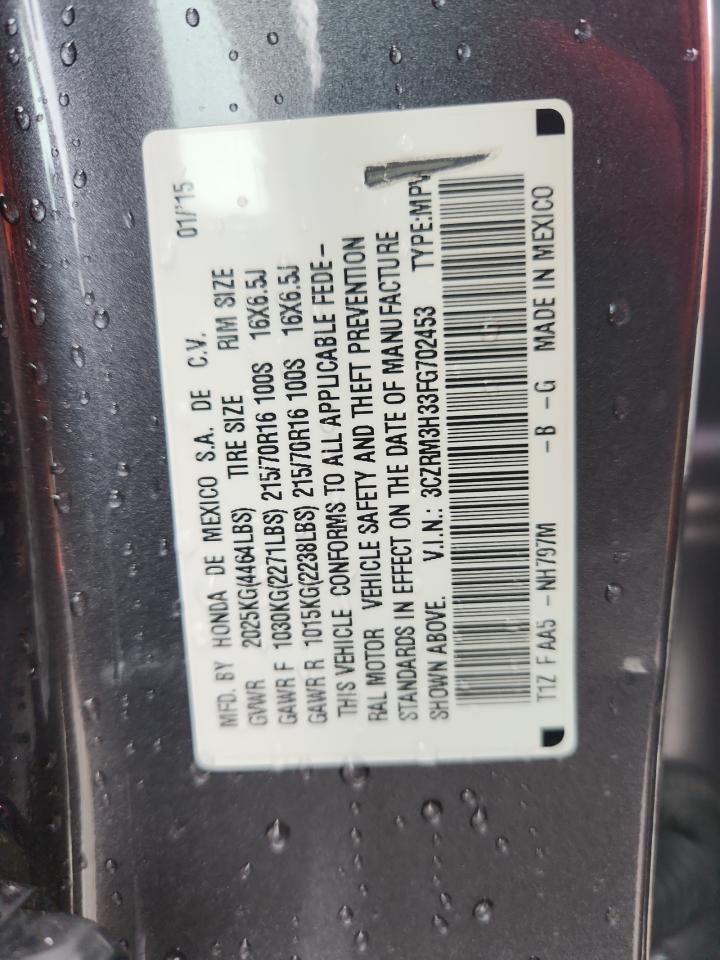 MFD. BY HONDA DE MEXICO S.A. DE C.V. 01/'15
GVWR 2025KG(4464LBS) TIRE SIZE RIM SIZE
GAWR F 1030KG(2271LBS) 215/70R16 100S 16X6.5J
GAWR R 1015KG(2238LBS) 215/70R16 100S 16X6.5J
THIS VEHICLE CONFORMS TO ALL APPLICABLE FEDE-
RAL MOTOR VEHICLE SAFETY AND THEFT PREVENTION
STANDARDS IN EFFECT ON THE DATE OF MANUFACTURE
SHOWN ABOVE. V.I.N.: 3CZRM3H33FG702453 TYPE:MPV
T1Z F AA5 -NH797M -B -G MADE IN MEXICO